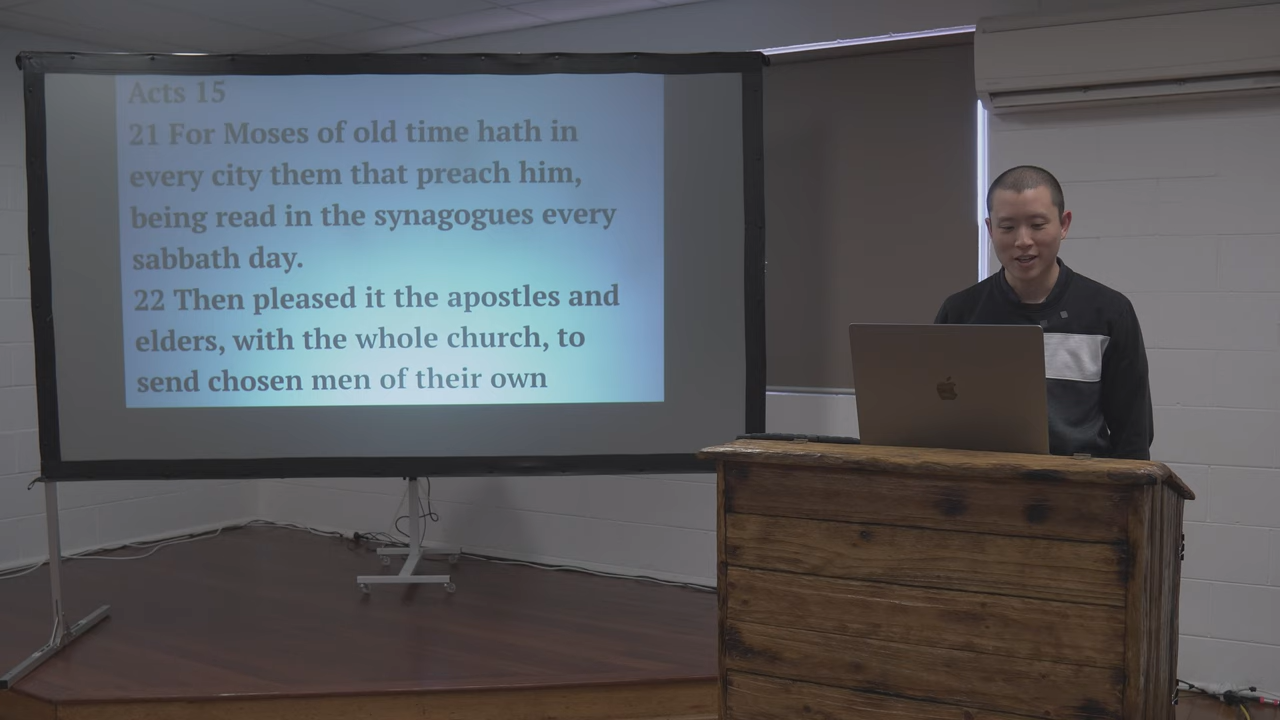 Acts 15
21 For Moses of old time hath in
every city them that preach him,
being read in the synagogues every
sabbath day.
22 Then pleased it the apostles and
elders, with the whole church, to
send chosen men of their own